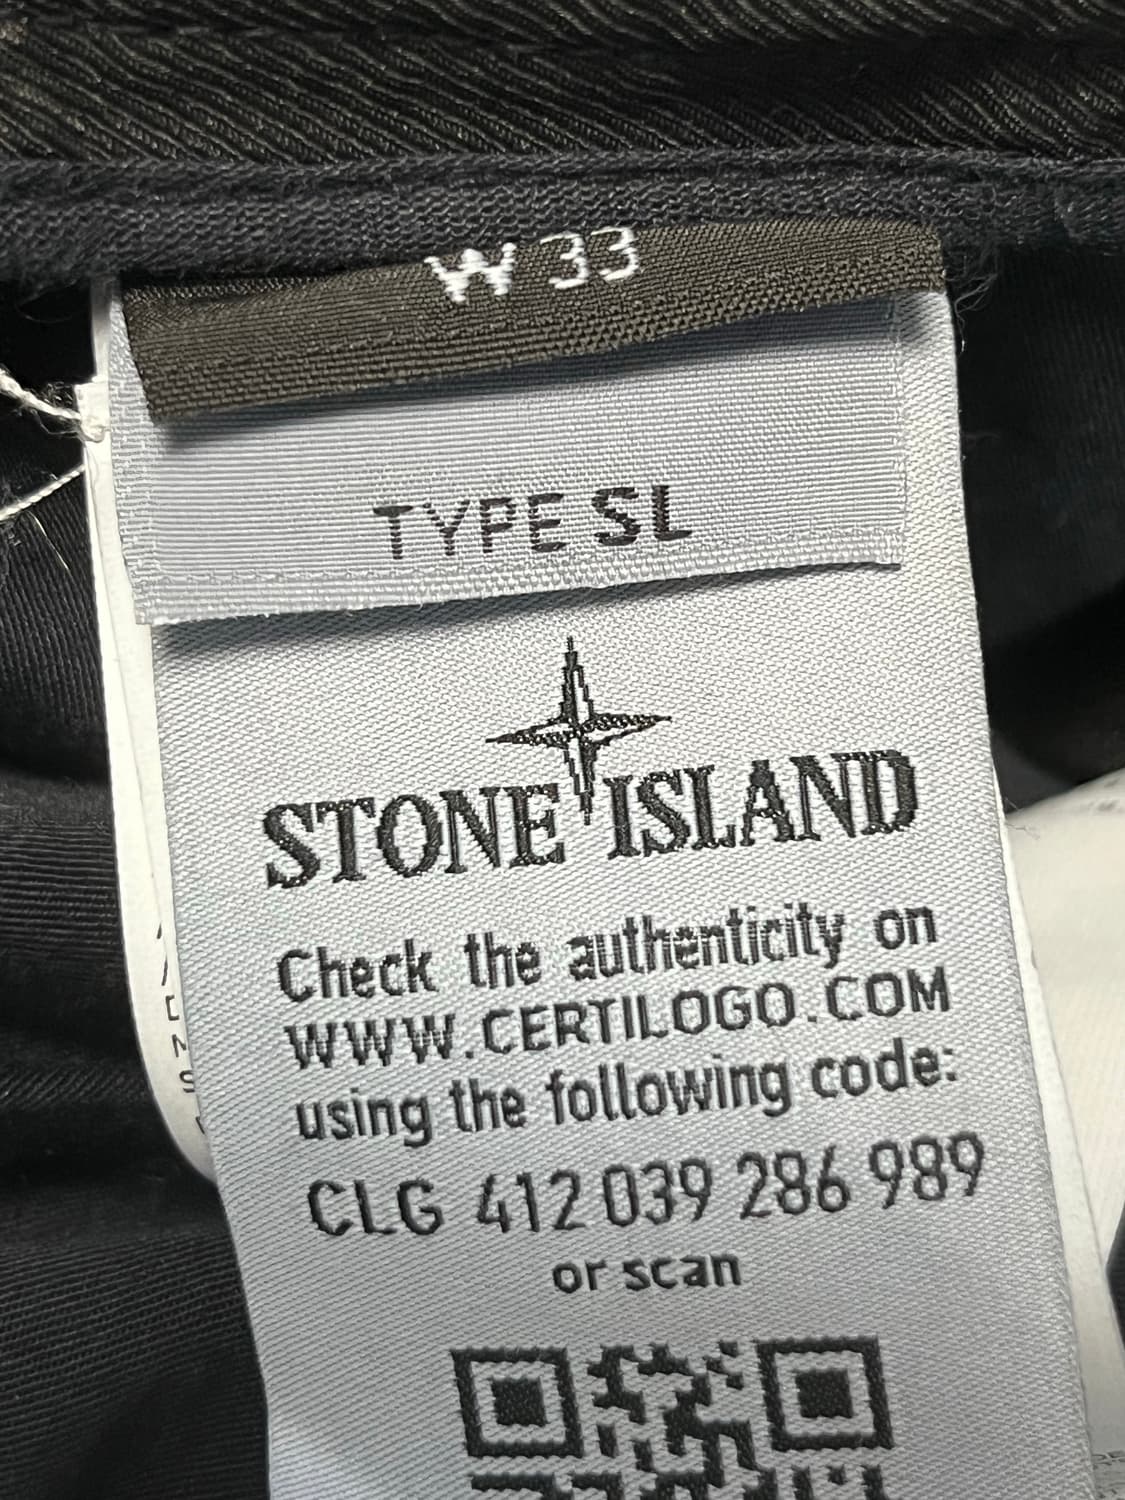 W 33
TYPE SL
STONE ISLAND
Check the authenticity on
WWW.CERTILOGO.COM
using the following code:
CLG 412 039 286 989
or scan